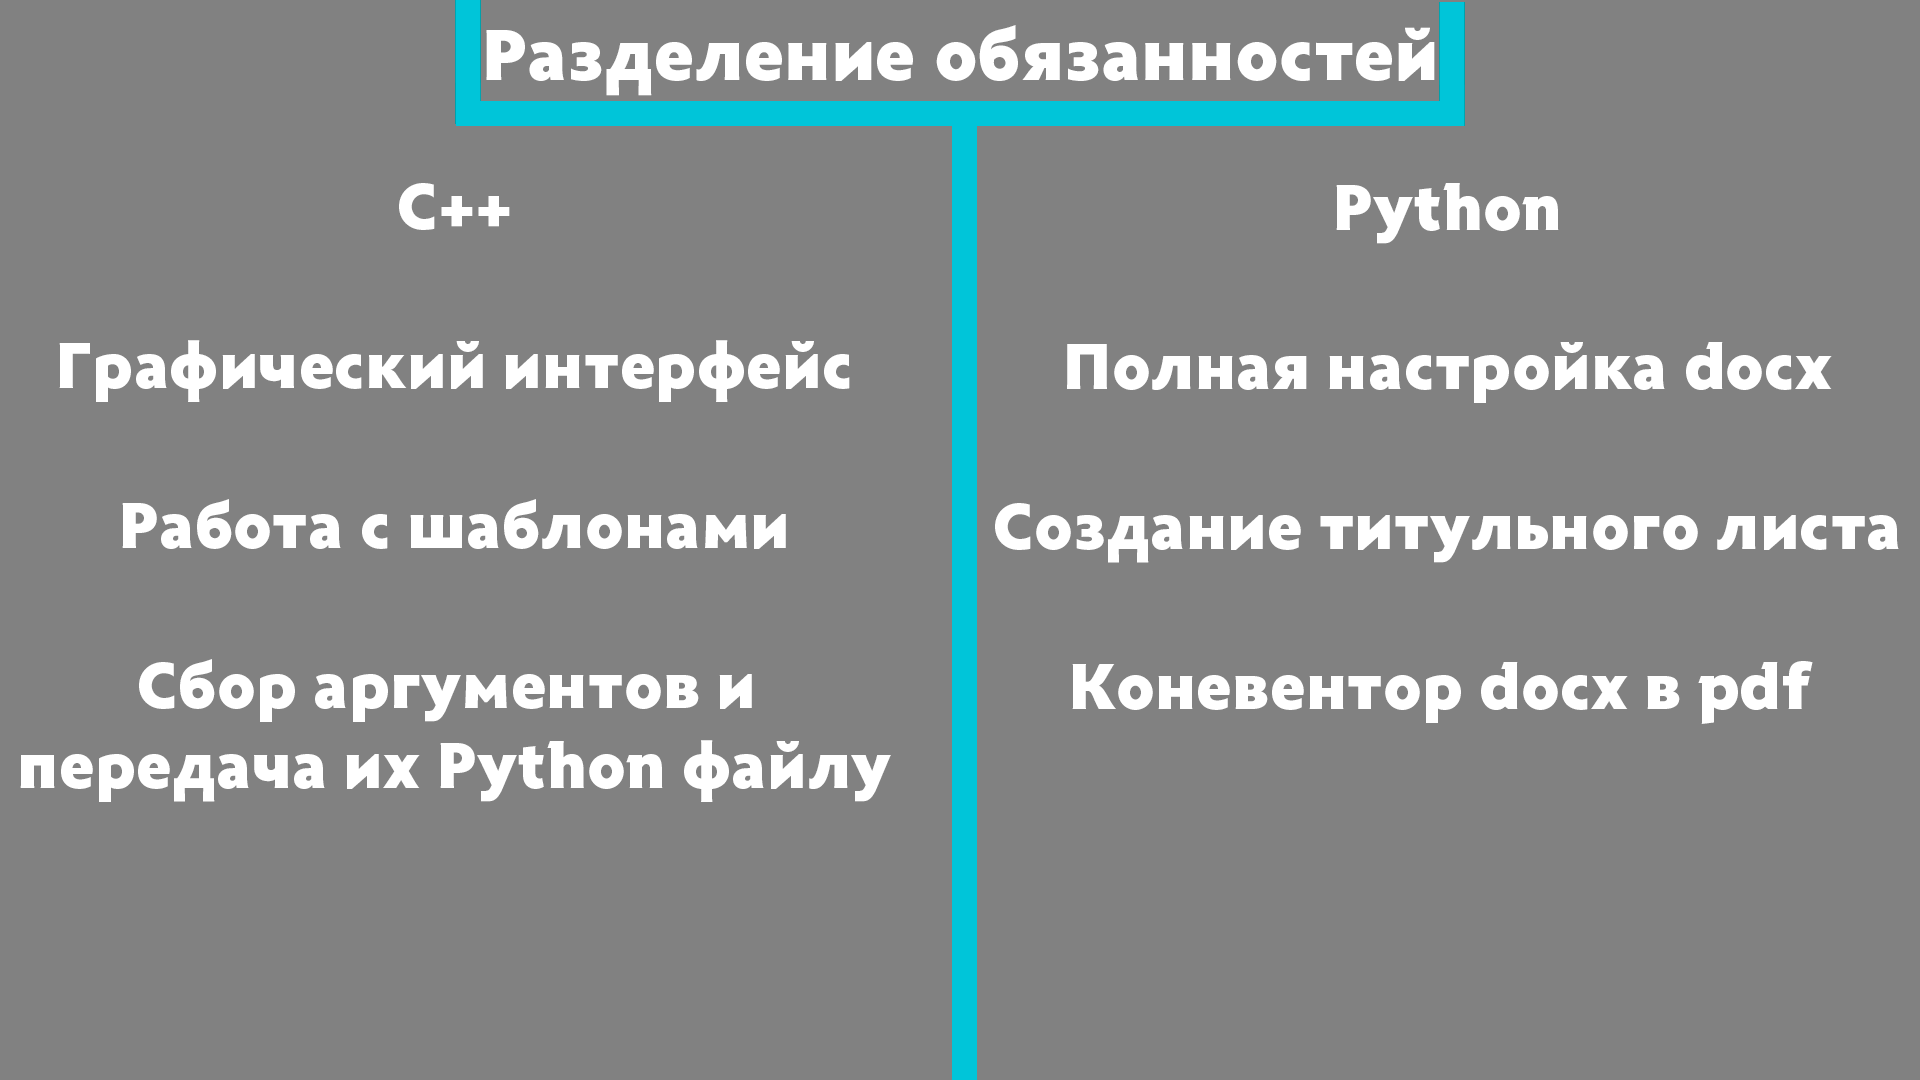 Разделение обязанностей
C++
Графический интерфейс
Работа с шаблонами
Сбор аргументов и
передача их Python файлу
Python
Полная настройка docx
Создание титульного листа
Коневентор docx в pdf